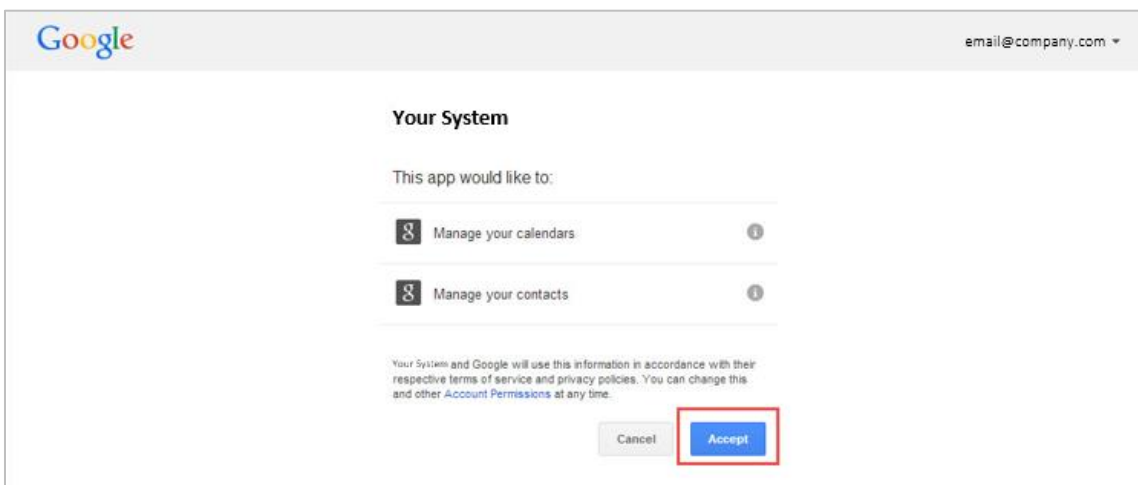 Google
email@company.com
Your System
This app would like to:
8 Manage your calendars
i
8 Manage your contacts
i
Your System and Google will use this information in accordance with their
respective terms of service and privacy policies. You can change this
and other Account Permissions at any time.
Cancel
Accept